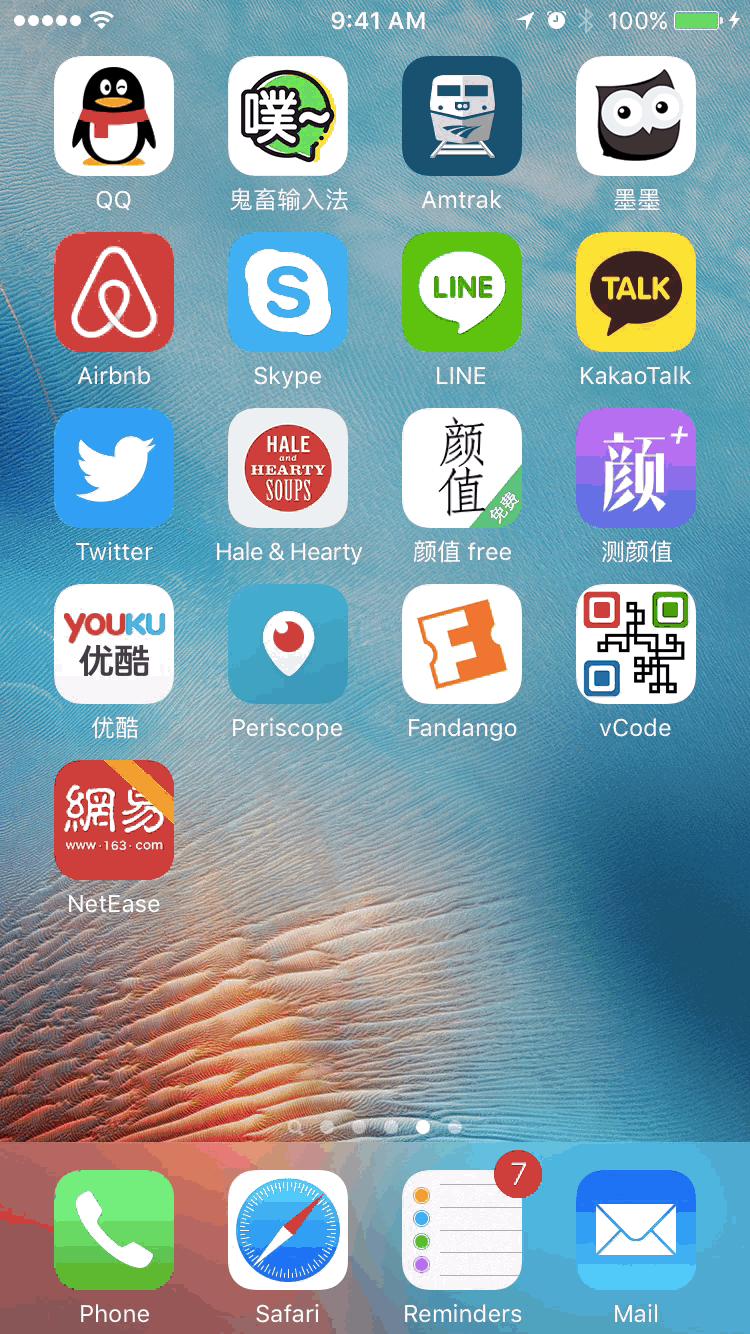 9:41 AM
100%
噗~
QQ
鬼畜输入法
Amtrak
墨墨
S
LINE
TALK
Airbnb
Skype
LINE
KakaoTalk
HALE
and
HEARTY
SOUPS
颜
值
免费
颜+
Twitter
Hale & Hearty
颜值 free
测颜值
YOUKU
优酷
F
优酷
Periscope
Fandango
vCode
網易
www·163·com
NetEase
7
Phone
Safari
Reminders
Mail